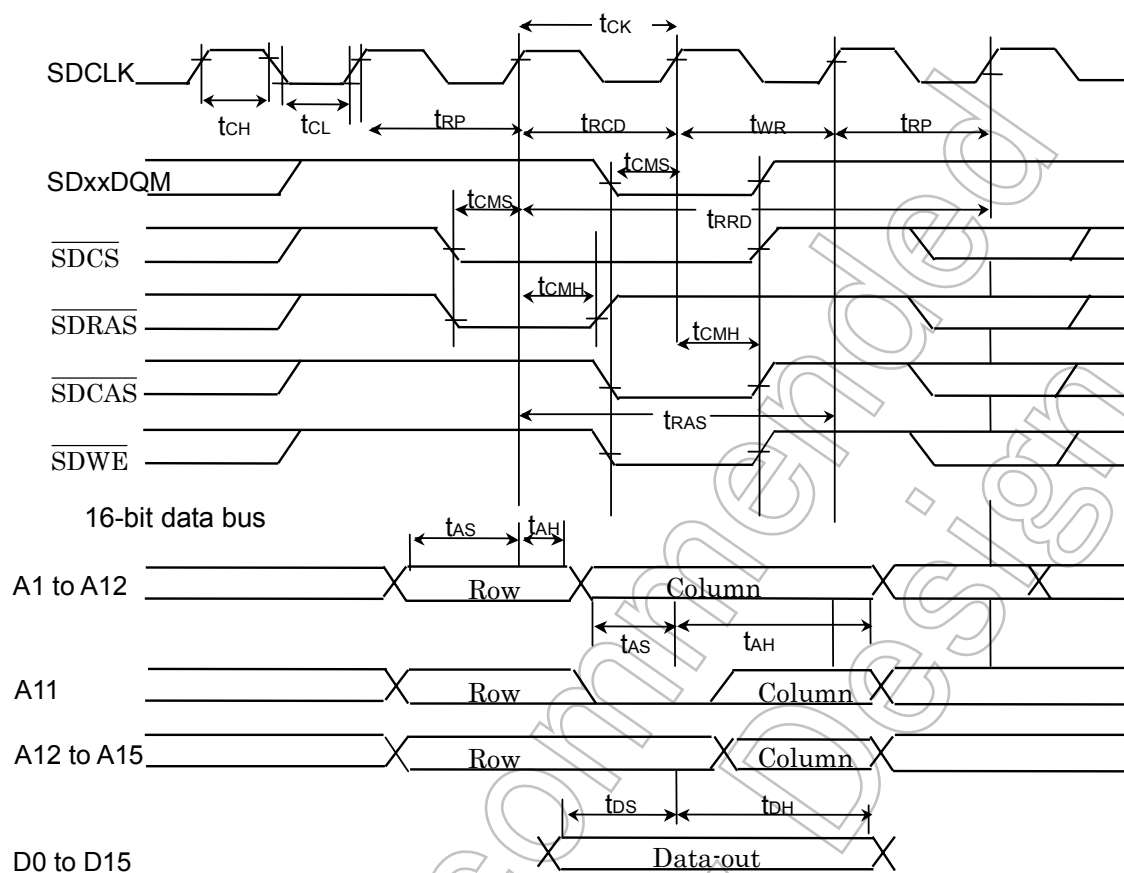 tCK
SDCLK
tCH tCL tRP tRCD tWR tRP
SDxxDQM tCMS
tCMS tRRD
SDCS
tCMH
SDRAS
tCMH
SDCAS
tRAS
SDWE
16-bit data bus
tAS tAH
A1 to A12 Row Column
tAS tAH
A11 Row Column
A12 to A15 Row Column
tDS tDH
D0 to D15 Data-out
commended
Design